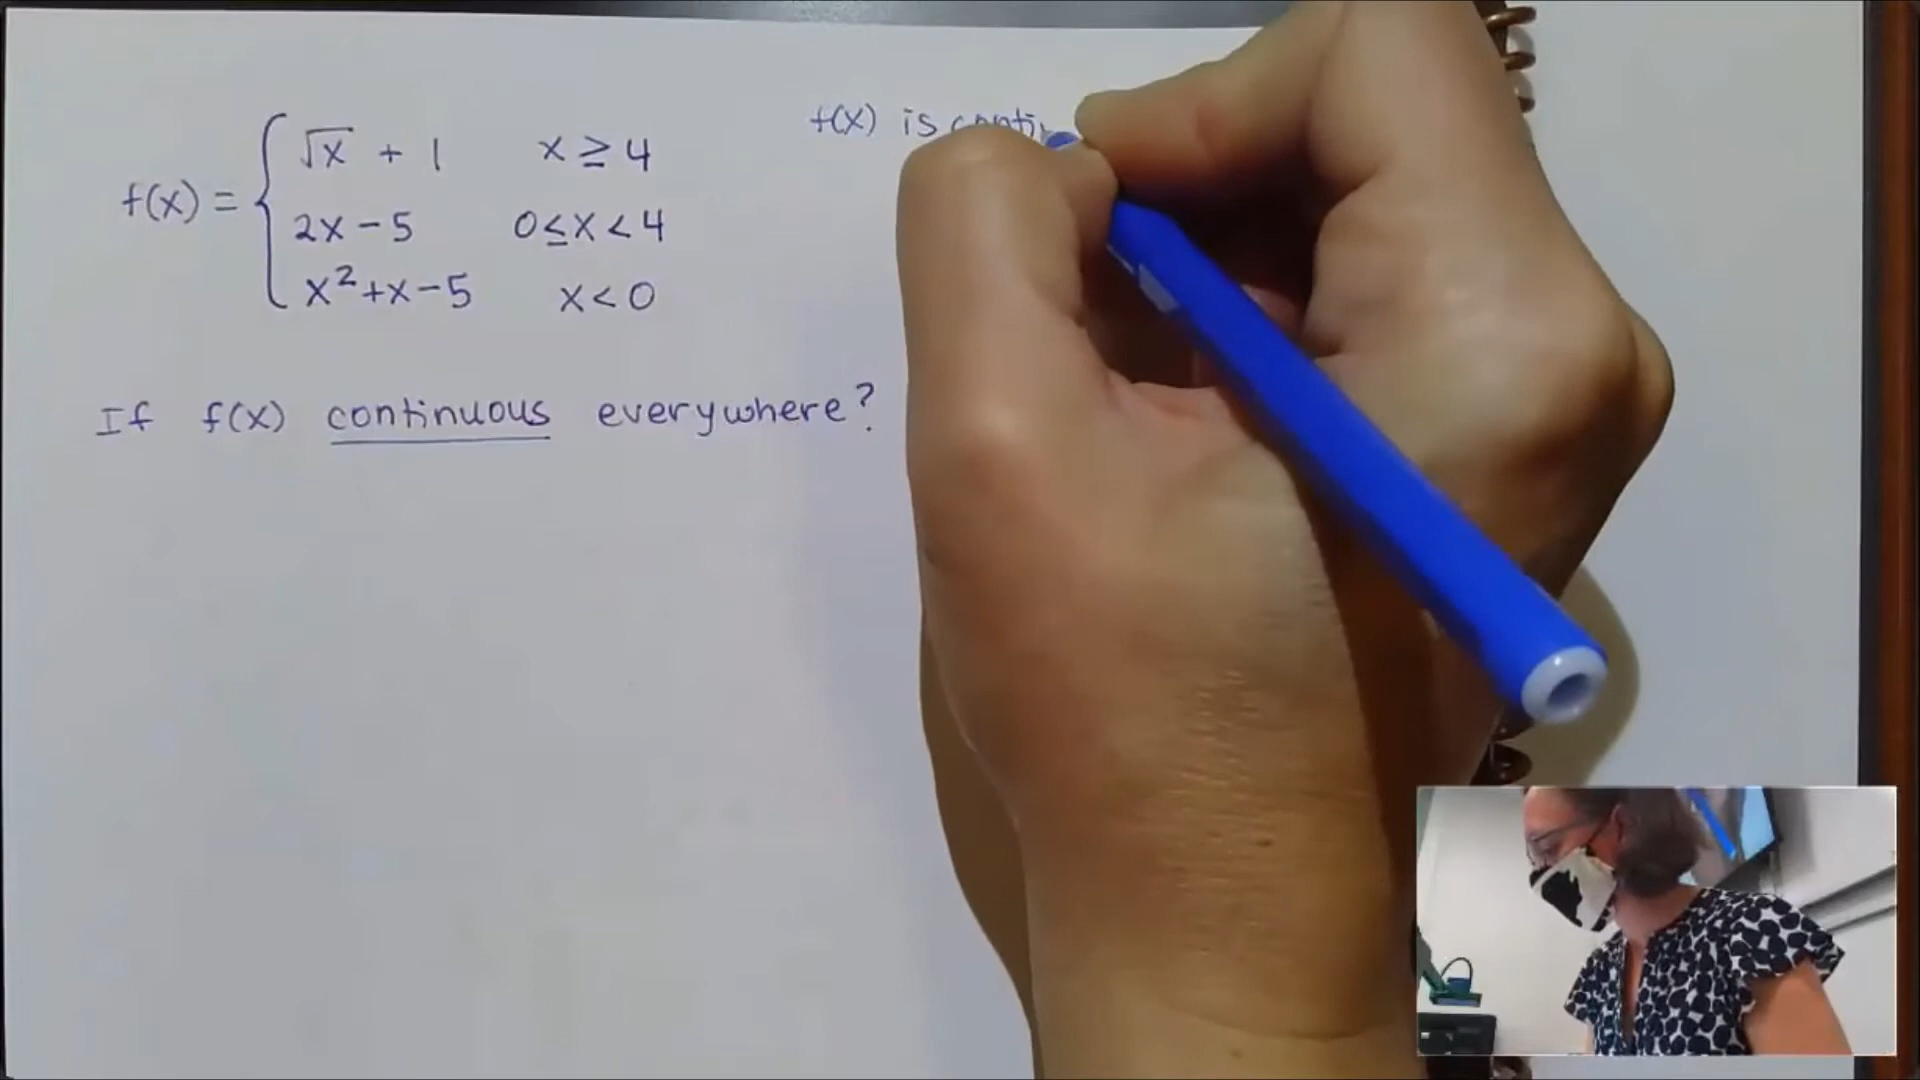 f(x) = { √x + 1 x ≥ 4
2x - 5 0 ≤ x < 4
x² + x - 5 x < 0
If f(x) continuous everywhere?
f(x) is